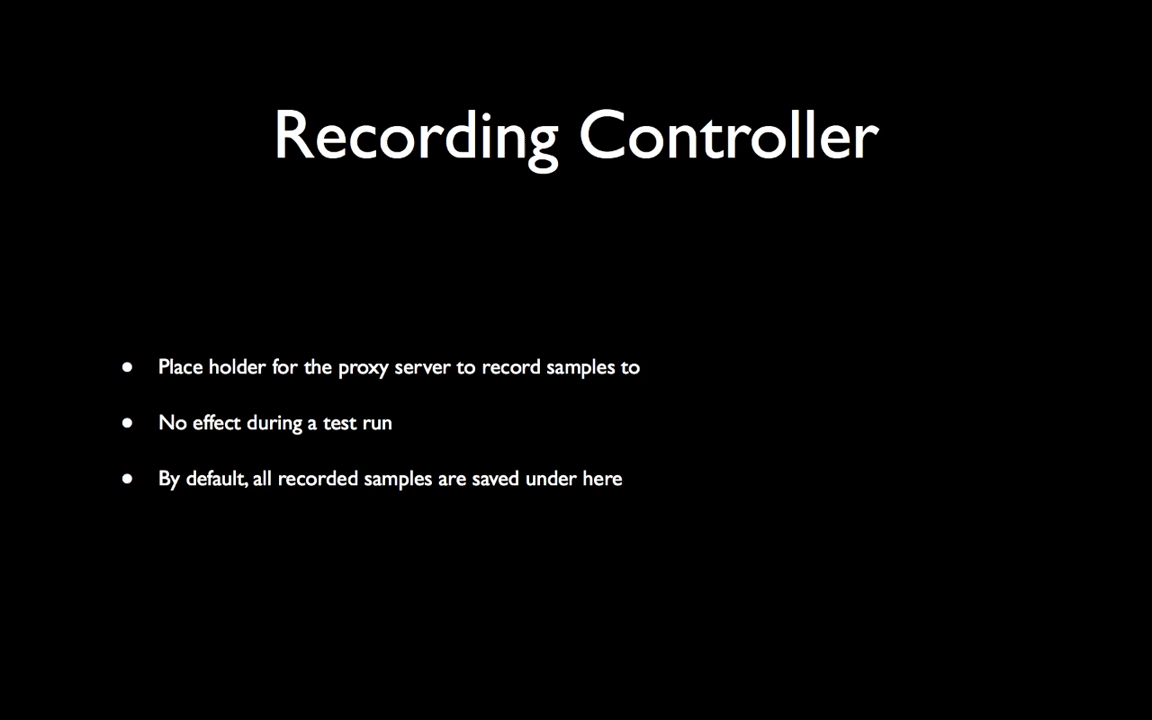 Recording Controller
● Place holder for the proxy server to record samples to
● No effect during a test run
● By default, all recorded samples are saved under here